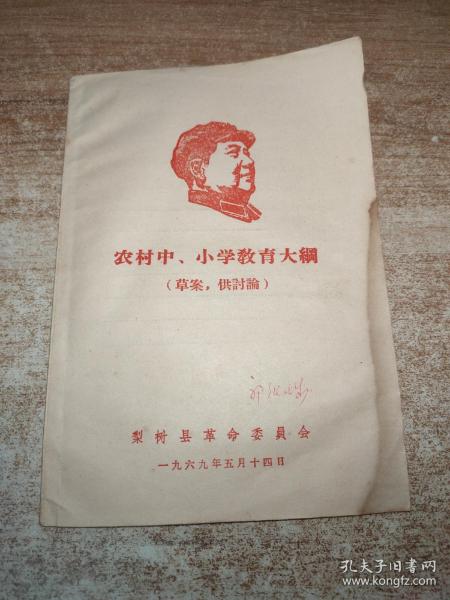 农村中、小学教育大綱
（草案，供討論）
梨树县革命委員会
一九六九年五月十四日
孔夫子旧书网
www.kongfz.com